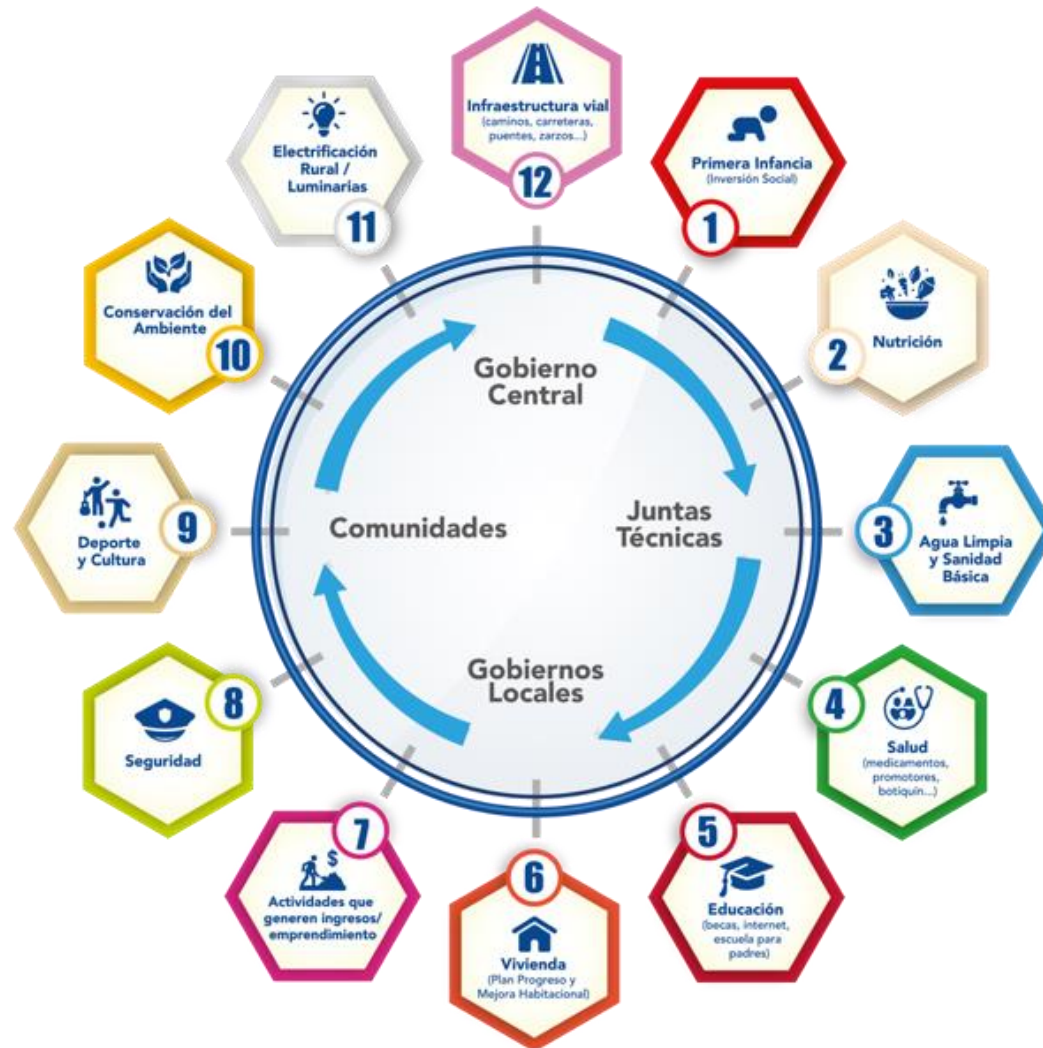 Infraestructura vial
(caminos, carreteras,
puentes, zarzos...)
12
Primera Infancia
(Inversión Social)
1
2
Nutrición
3
Agua Limpia
y Sanidad
Básica
4
Salud
(medicamentos,
promotores,
botiquín...)
5
Educación
(becas, internet,
escuela para
padres)
6
Vivienda
(Plan Progreso y
Mejora Habitacional)
7
$
Actividades que
generen ingresos/
emprendimiento
8
Seguridad
9
Deporte
y Cultura
Conservación del
Ambiente
10
Electrificación
Rural /
Luminarias
11
Gobierno
Central
Juntas
Técnicas
Gobiernos
Locales
Comunidades